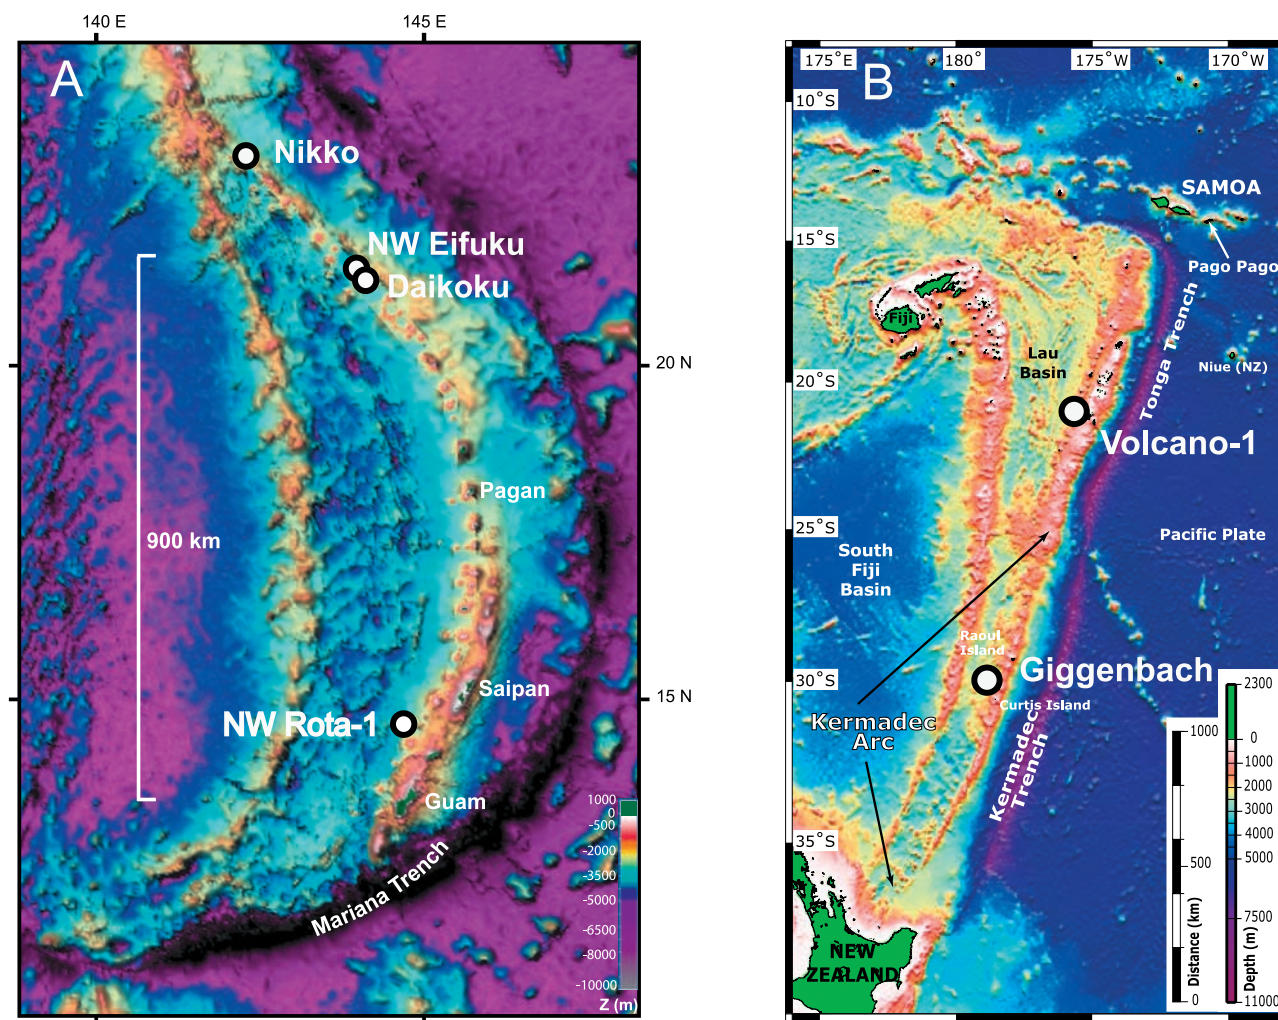 140 E
145 E
A
Nikko
NW Eifuku
Daikoku
20 N
Pagan
900 km
Saipan
15 N
NW Rota-1
Guam
Mariana Trench
1000
0
-500
-2000
-3500
-5000
-6500
-8000
-10000
Z (m)
175°E
180°
175°W
170°W
B
10°S
SAMOA
15°S
Pago Pago
Fiji
Lau
Basin
Tonga Trench
Niue (NZ)
20°S
Volcano-1
25°S
Pacific Plate
South
Fiji
Basin
Raoul
Island
30°S
Giggenbach
Curtis Island
Kermadec
Arc
Kermadec
Trench
35°S
NEW
ZEALAND
1000
500
0
Distance (km)
2300
0
1000
2000
3000
4000
5000
7500
11000
Depth (m)